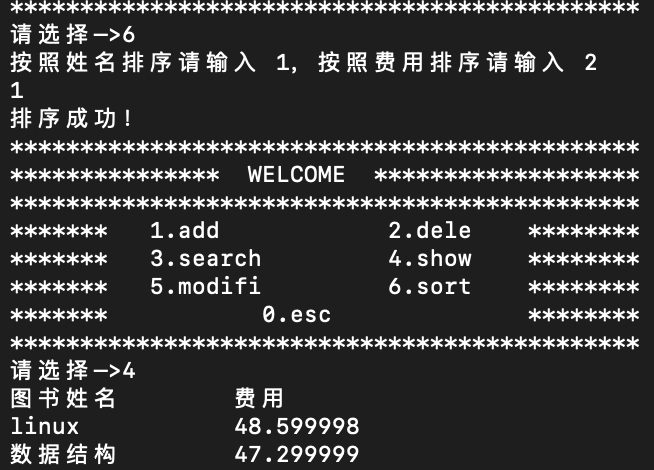 *********************************************
请选择—>6
按照姓名排序请输入 1, 按照费用排序请输入 2
1
排序成功!
*********************************************
***************  WELCOME  *******************
*********************************************
*******   1.add            2.dele    ********
*******   3.search         4.show    ********
*******   5.modifi         6.sort    ********
*******           0.esc              ********
*********************************************
请选择—>4
图书姓名        费用
linux           48.599998
数据结构        47.299999